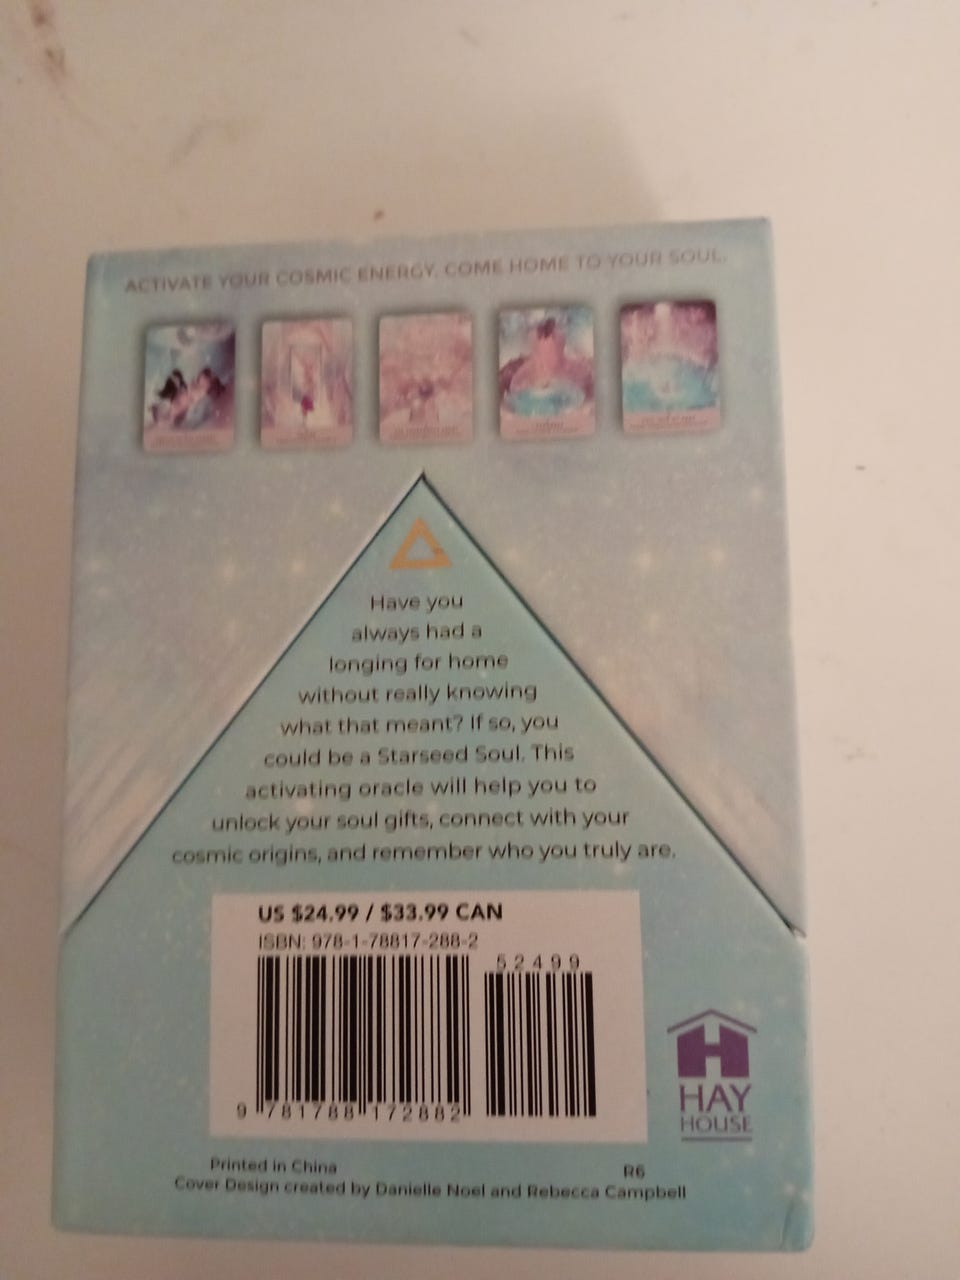 ACTIVATE YOUR COSMIC ENERGY. COME HOME TO YOUR SOUL.
Have you
always had a
longing for home
without really knowing
what that meant? If so, you
could be a Starseed Soul. This
activating oracle will help you to
unlock your soul gifts, connect with your
cosmic origins, and remember who you truly are.
US $24.99 / $33.99 CAN
ISBN: 978-1-78817-288-2
52499
9 781788 172882
HAY
HOUSE
Printed in China
R6
Cover Design created by Danielle Noel and Rebecca Campbell